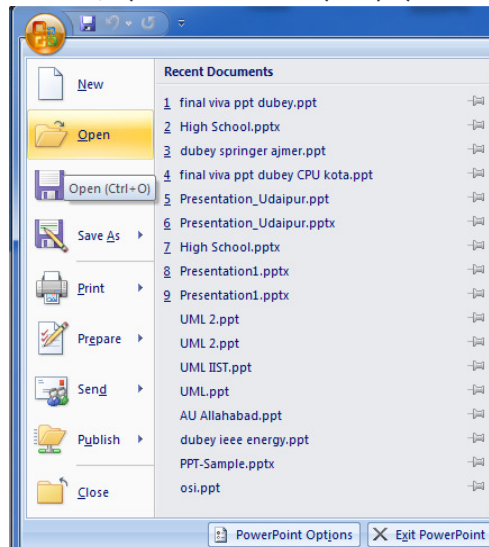 New
Open
Open (Ctrl+O)
Save As
Print
Prepare
Send
Publish
Close
Recent Documents
1 final viva ppt dubey.ppt
2 High School.pptx
3 dubey springer ajmer.ppt
4 final viva ppt dubey CPU kota.ppt
5 Presentation_Udaipur.ppt
6 Presentation_Udaipur.pptx
7 High School.pptx
8 Presentation1.pptx
9 Presentation1.pptx
UML 2.ppt
UML 2.ppt
UML IIST.ppt
UML.ppt
AU Allahabad.ppt
dubey ieee energy.ppt
PPT-Sample.pptx
osi.ppt
PowerPoint Options
Exit PowerPoint